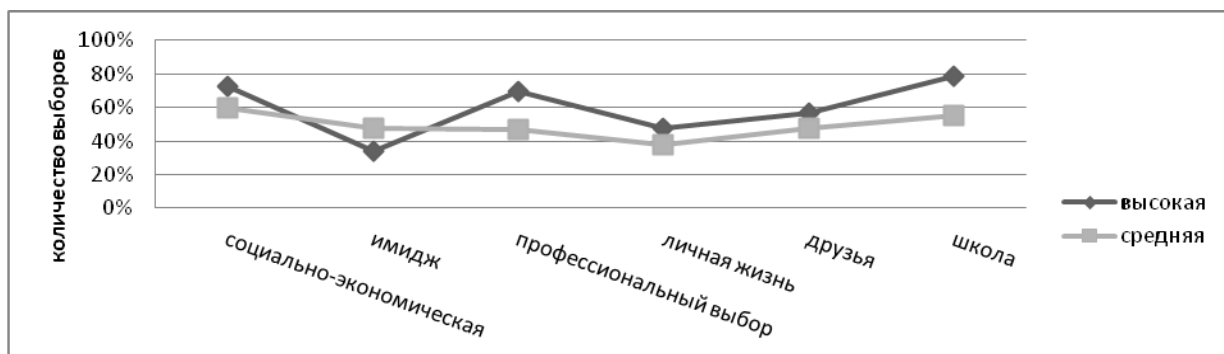 количество выборов
100%
80%
60%
40%
20%
0%
социально-экономическая
имидж
профессиональный выбор
личная жизнь
друзья
школа
высокая
средняя